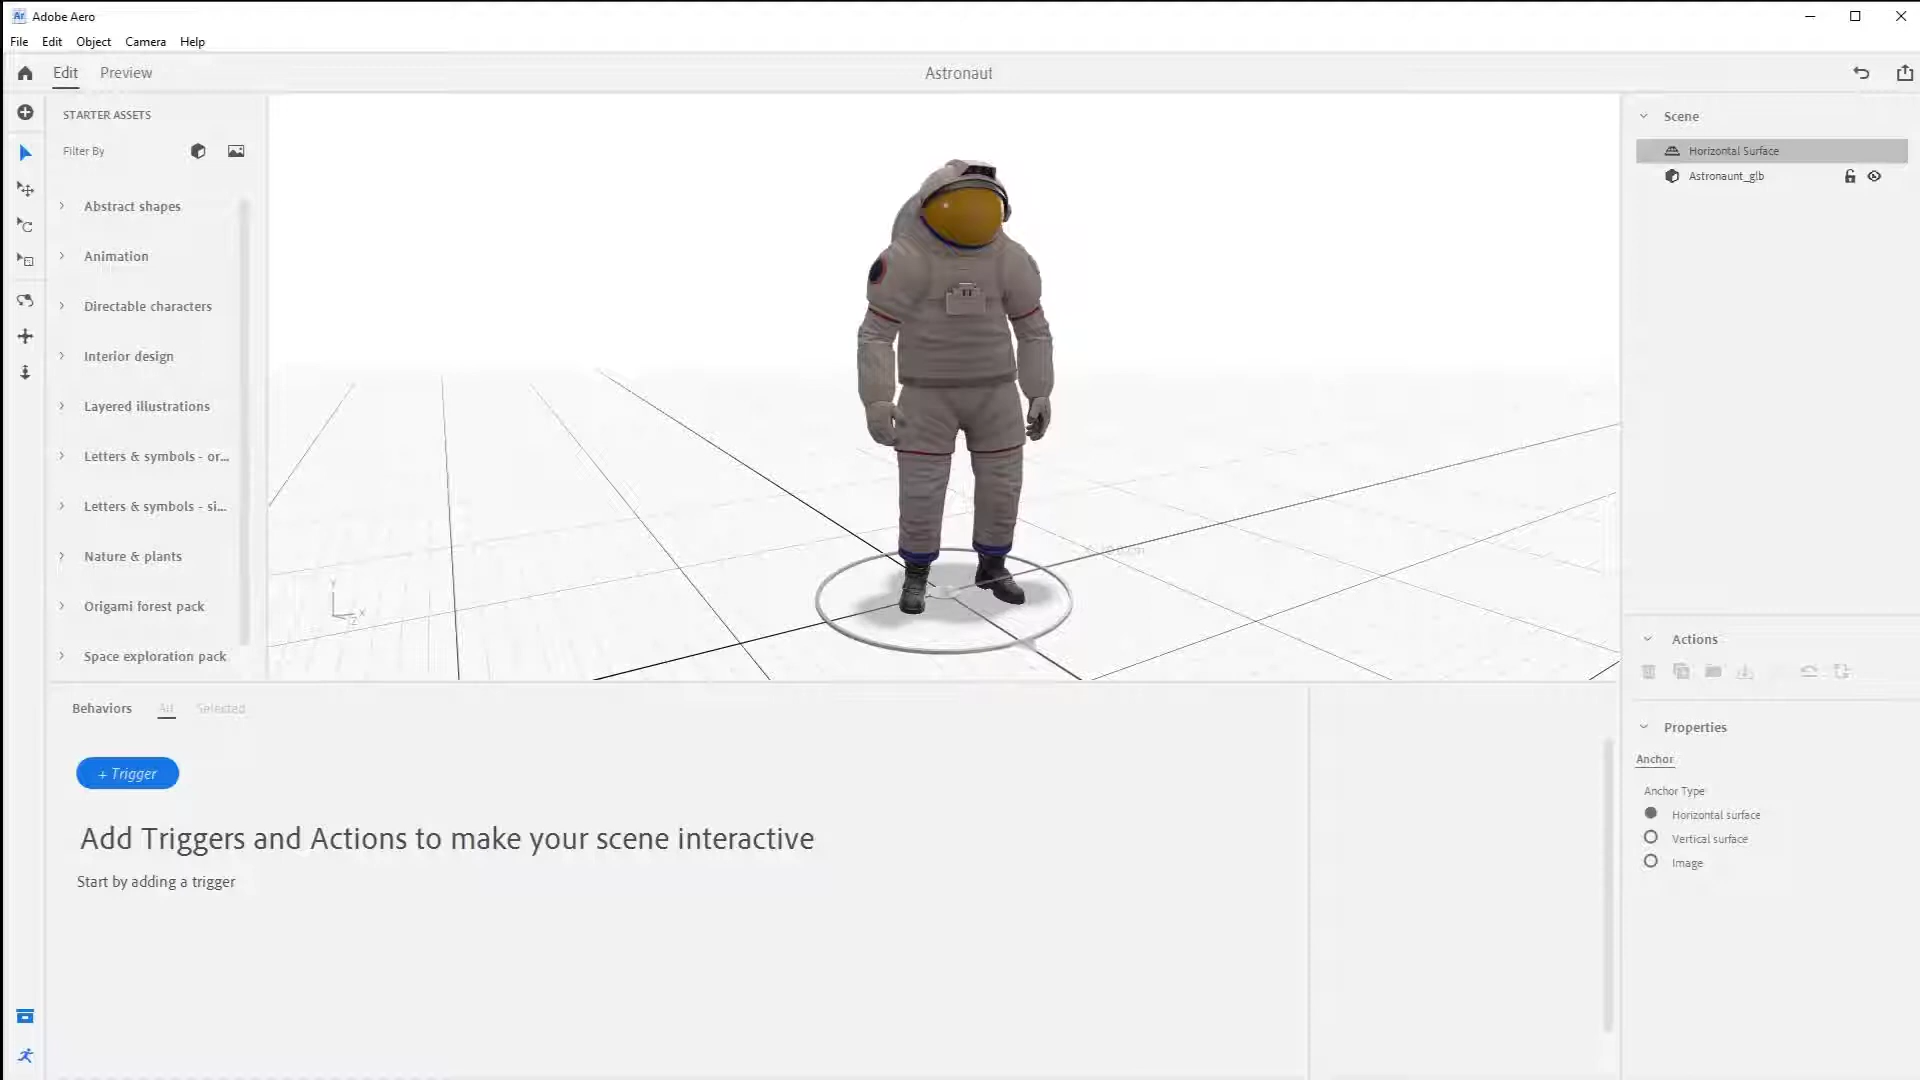 Ar Adobe Aero
File Edit Object Camera Help
Edit Preview Astronaut
STARTER ASSETS
Filter By
Abstract shapes
Animation
Directable characters
Interior design
Layered illustrations
Letters & symbols - or...
Letters & symbols - si...
Nature & plants
Origami forest pack
Space exploration pack
Y
X
Z
Scene
Horizontal Surface
Astronaunt_glb
Actions
Properties
Anchor
Anchor Type
Horizontal surface
Vertical surface
Image
Behaviors All Selected
+ Trigger
Add Triggers and Actions to make your scene interactive
Start by adding a trigger